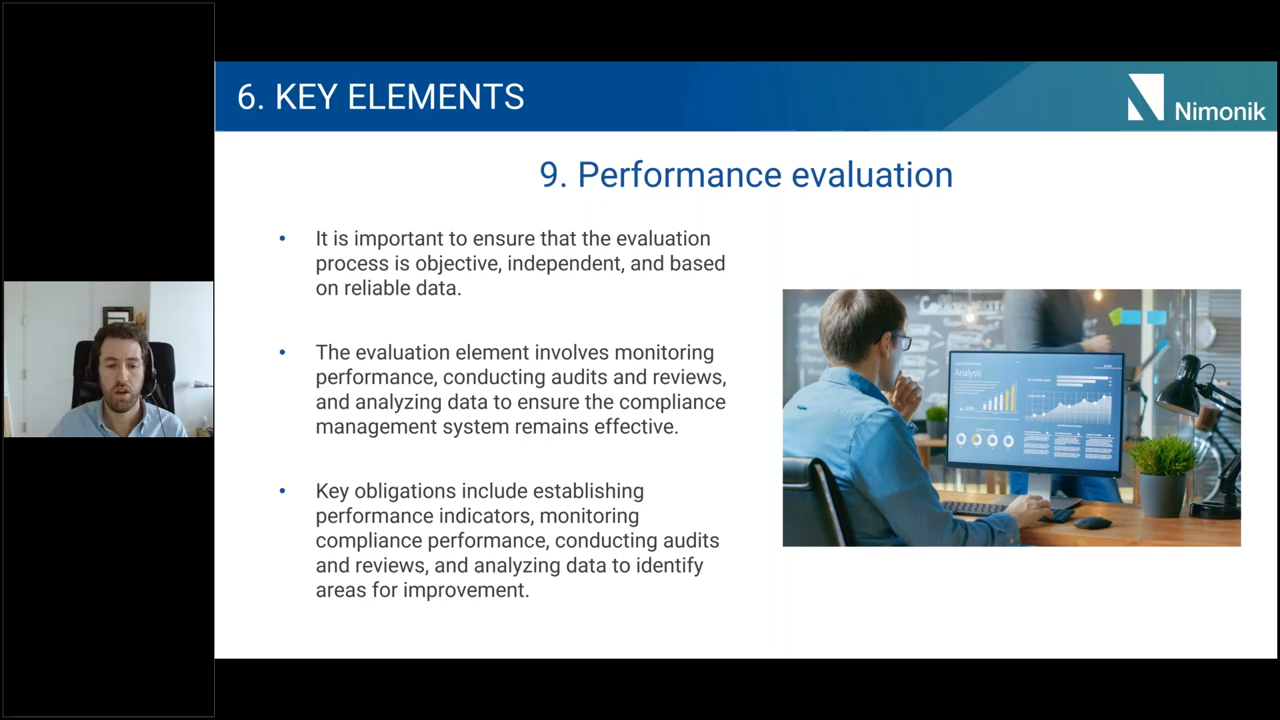 6. KEY ELEMENTS
Nimonik
9. Performance evaluation
• It is important to ensure that the evaluation
process is objective, independent, and based
on reliable data.
• The evaluation element involves monitoring
performance, conducting audits and reviews,
and analyzing data to ensure the compliance
management system remains effective.
• Key obligations include establishing
performance indicators, monitoring
compliance performance, conducting audits
and reviews, and analyzing data to identify
areas for improvement.
Analysis